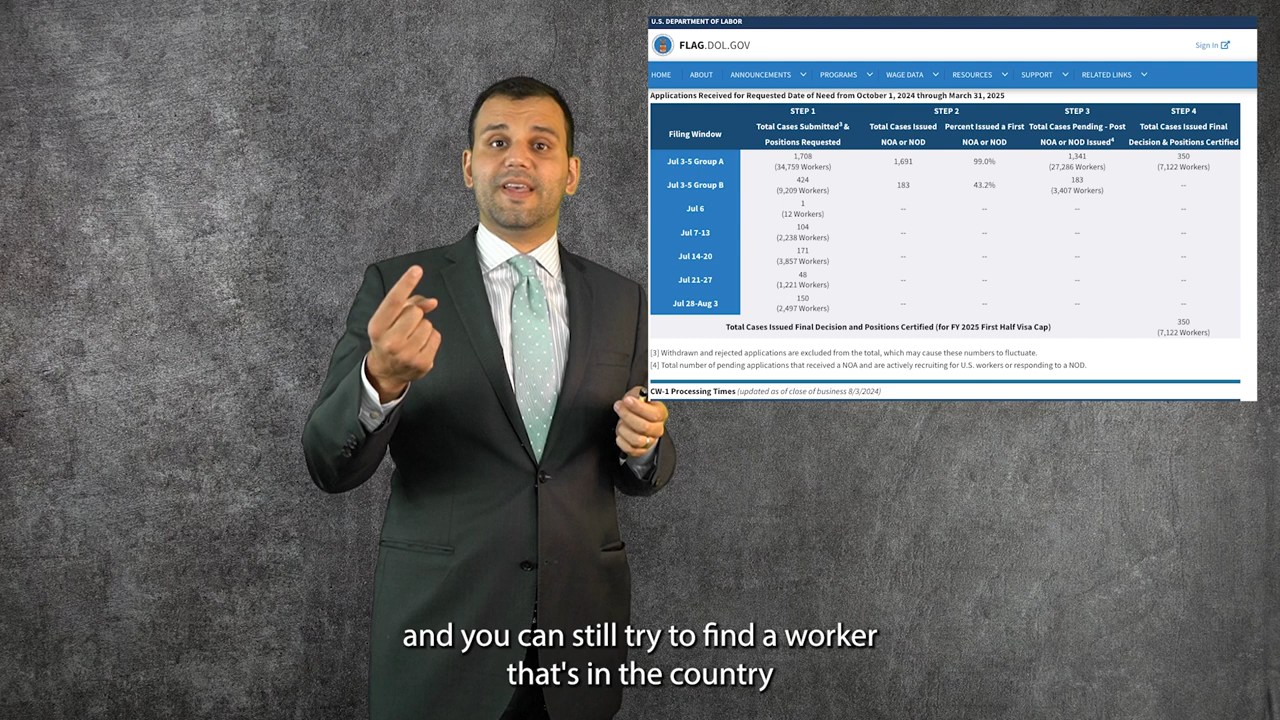 U.S. DEPARTMENT OF LABOR
FLAG.DOL.GOV
Sign In
HOME ABOUT ANNOUNCEMENTS PROGRAMS WAGE DATA RESOURCES SUPPORT RELATED LINKS
Applications Received for Requested Date of Need from October 1, 2024 through March 31, 2025
STEP 1 STEP 2 STEP 3 STEP 4
Filing Window
Total Cases Submitted³ & Total Cases Issued Percent Issued a First Total Cases Pending - Post Total Cases Issued Final
Positions Requested NOA or NOD NOA or NOD NOA or NOD Issued⁴ Decision & Positions Certified
Jul 3-5 Group A 1,708 1,691 99.0% 1,341 350
(34,759 Workers) (27,286 Workers) (7,122 Workers)
Jul 3-5 Group B 424 183 43.2% 183 --
(9,209 Workers) (3,407 Workers)
Jul 6 1 -- -- -- --
(12 Workers)
Jul 7-13 104 -- -- -- --
(2,238 Workers)
Jul 14-20 171 -- -- -- --
(3,857 Workers)
Jul 21-27 48 -- -- -- --
(1,221 Workers)
Jul 28-Aug 3 150 -- -- -- --
(2,497 Workers)
Total Cases Issued Final Decision and Positions Certified (for FY 2025 First Half Visa Cap) 350
(7,122 Workers)
[3] Withdrawn and rejected applications are excluded from the total, which may cause these numbers to fluctuate.
[4] Total number of pending applications that received a NOA and are actively recruiting for U.S. workers or responding to a NOD.
CW-1 Processing Times (updated as of close of business 8/3/2024)
and you can still try to find a worker
that's in the country